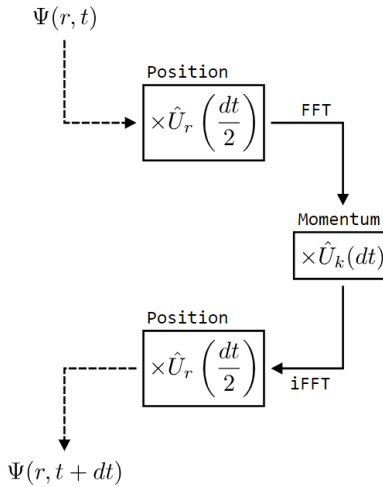 Ψ(r, t)
Position
×Û_r (dt/2)
FFT
Momentum
×Û_k(dt)
Position
×Û_r (dt/2)
iFFT
Ψ(r, t + dt)